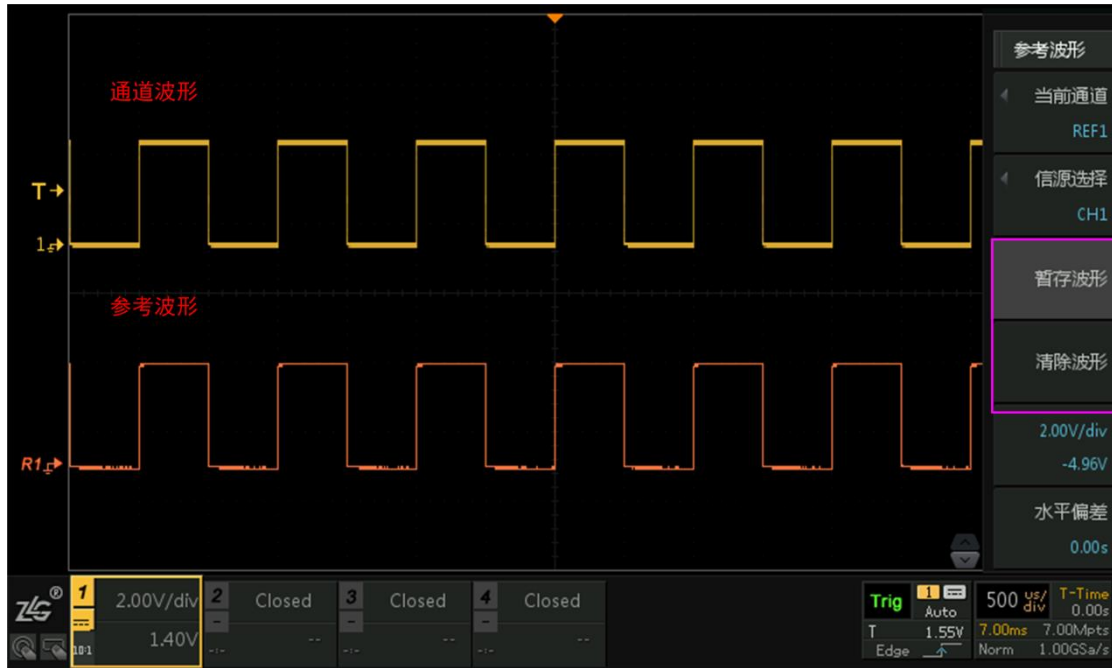 参考波形
通道波形
当前通道
REF1
信源选择
T
CH1
1
暂存波形
参考波形
清除波形
2.00V/div
R1
-4.96V
水平偏差
0.00s
ZLG®
1 2.00V/div 2 Closed 3 Closed 4 Closed
10:1 1.40V -:- -- -:- -- -:- --
Trig 1 Auto 500 us/div T-Time 0.00s
T 1.55V 7.00ms 7.00Mpts
Edge Norm 1.00GSa/s